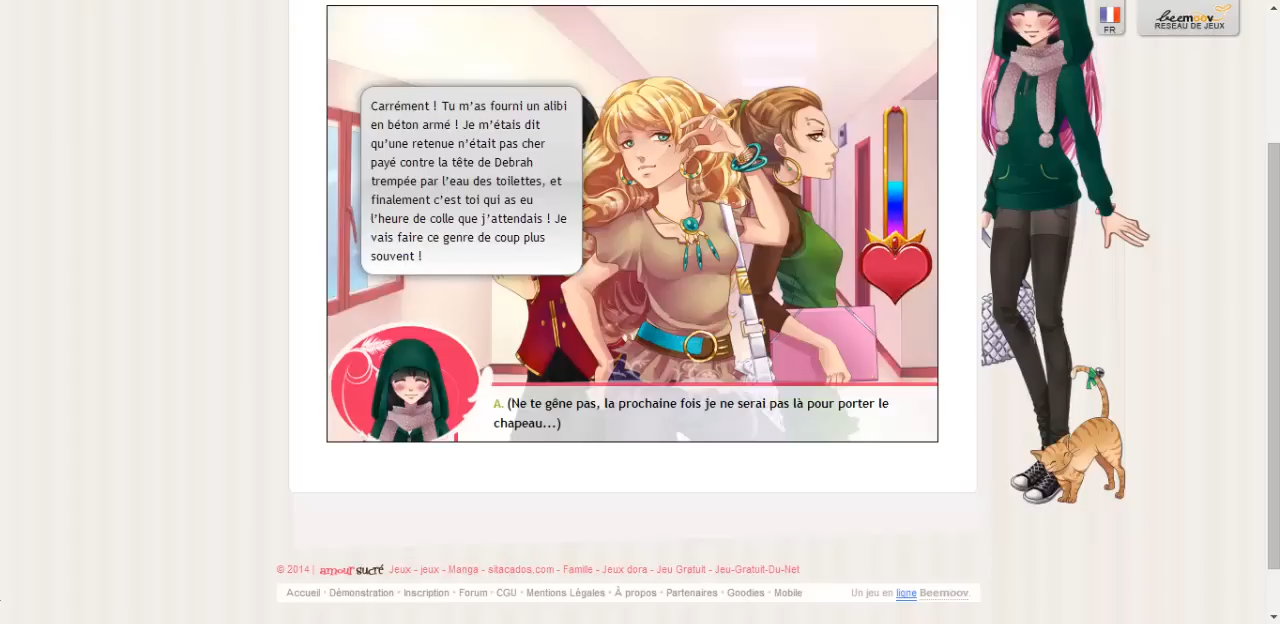 FR
beemoov
RESEAU DE JEUX
Carrément ! Tu m’as fourni un alibi
en béton armé ! Je m’étais dit
qu’une retenue n’était pas cher
payé contre la tête de Debrah
trempée par l’eau des toilettes, et
finalement c’est toi qui as eu
l’heure de colle que j’attendais ! Je
vais faire ce genre de coup plus
souvent !
A. (Ne te gêne pas, la prochaine fois je ne serai pas là pour porter le
chapeau...)
© 2014 | amour sucré Jeux - jeux - Manga - sitacados.com - Famille - Jeux dora - Jeu Gratuit - Jeu-Gratuit-Du-Net
Accueil • Démonstration • Inscription • Forum • CGU • Mentions Légales • À propos • Partenaires • Goodies • Mobile
Un jeu en ligne Beemoov.